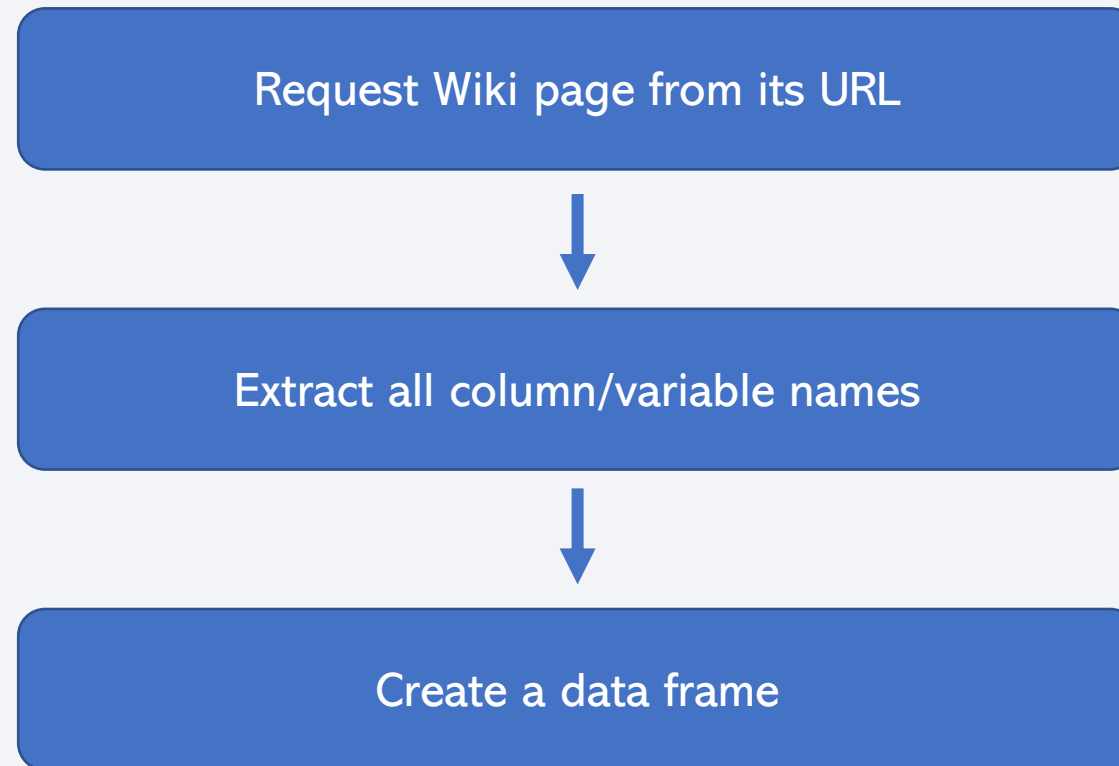 Request Wiki page from its URL
Extract all column/variable names
Create a data frame